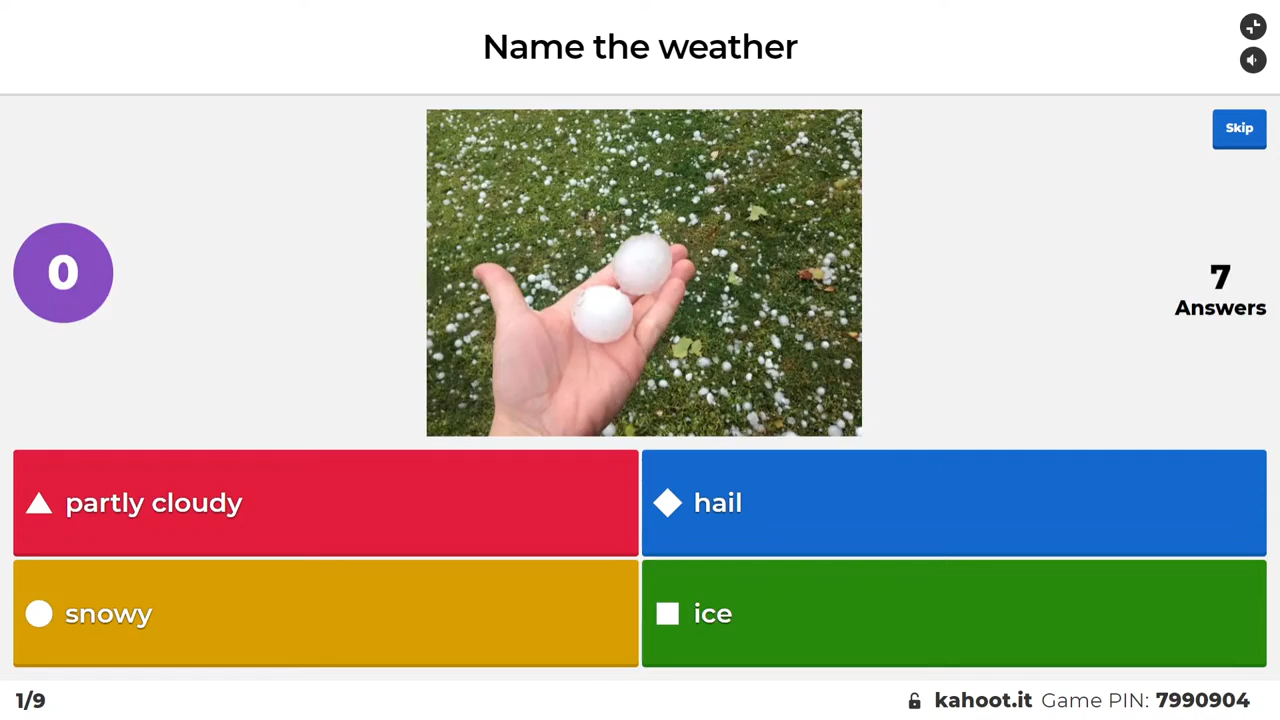 Name the weather
Skip
0
7
Answers
partly cloudy
hail
snowy
ice
1/9
kahoot.it Game PIN: 7990904